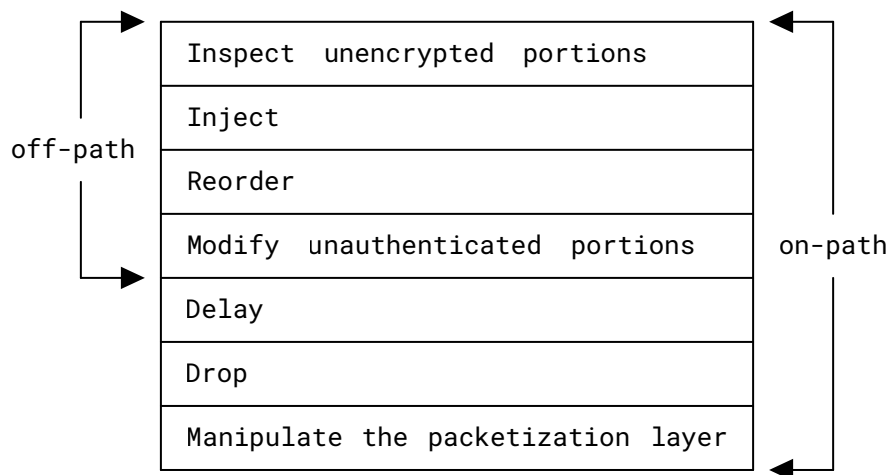 Inspect unencrypted portions
Inject
off-path
Reorder
Modify unauthenticated portions
on-path
Delay
Drop
Manipulate the packetization layer